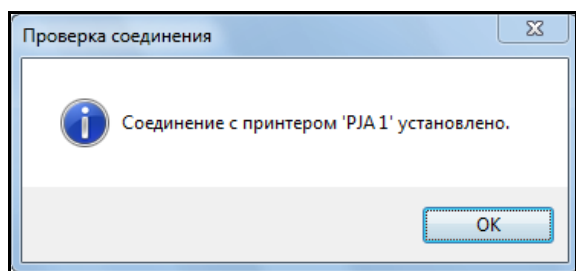 Проверка соединения
Соединение с принтером 'PJA 1' установлено.
OK